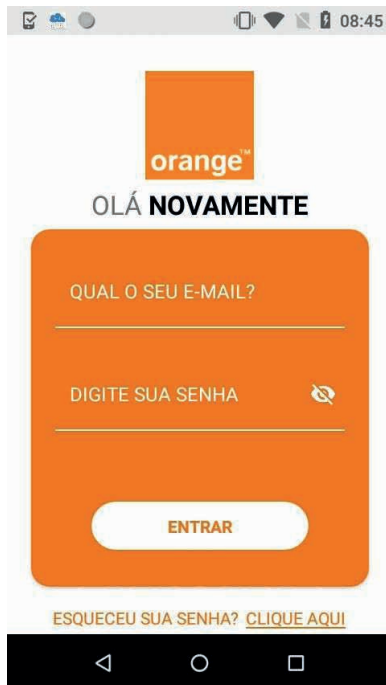 08:45
orange™
OLÁ NOVAMENTE
QUAL O SEU E-MAIL?
DIGITE SUA SENHA
ENTRAR
ESQUECEU SUA SENHA? CLIQUE AQUI